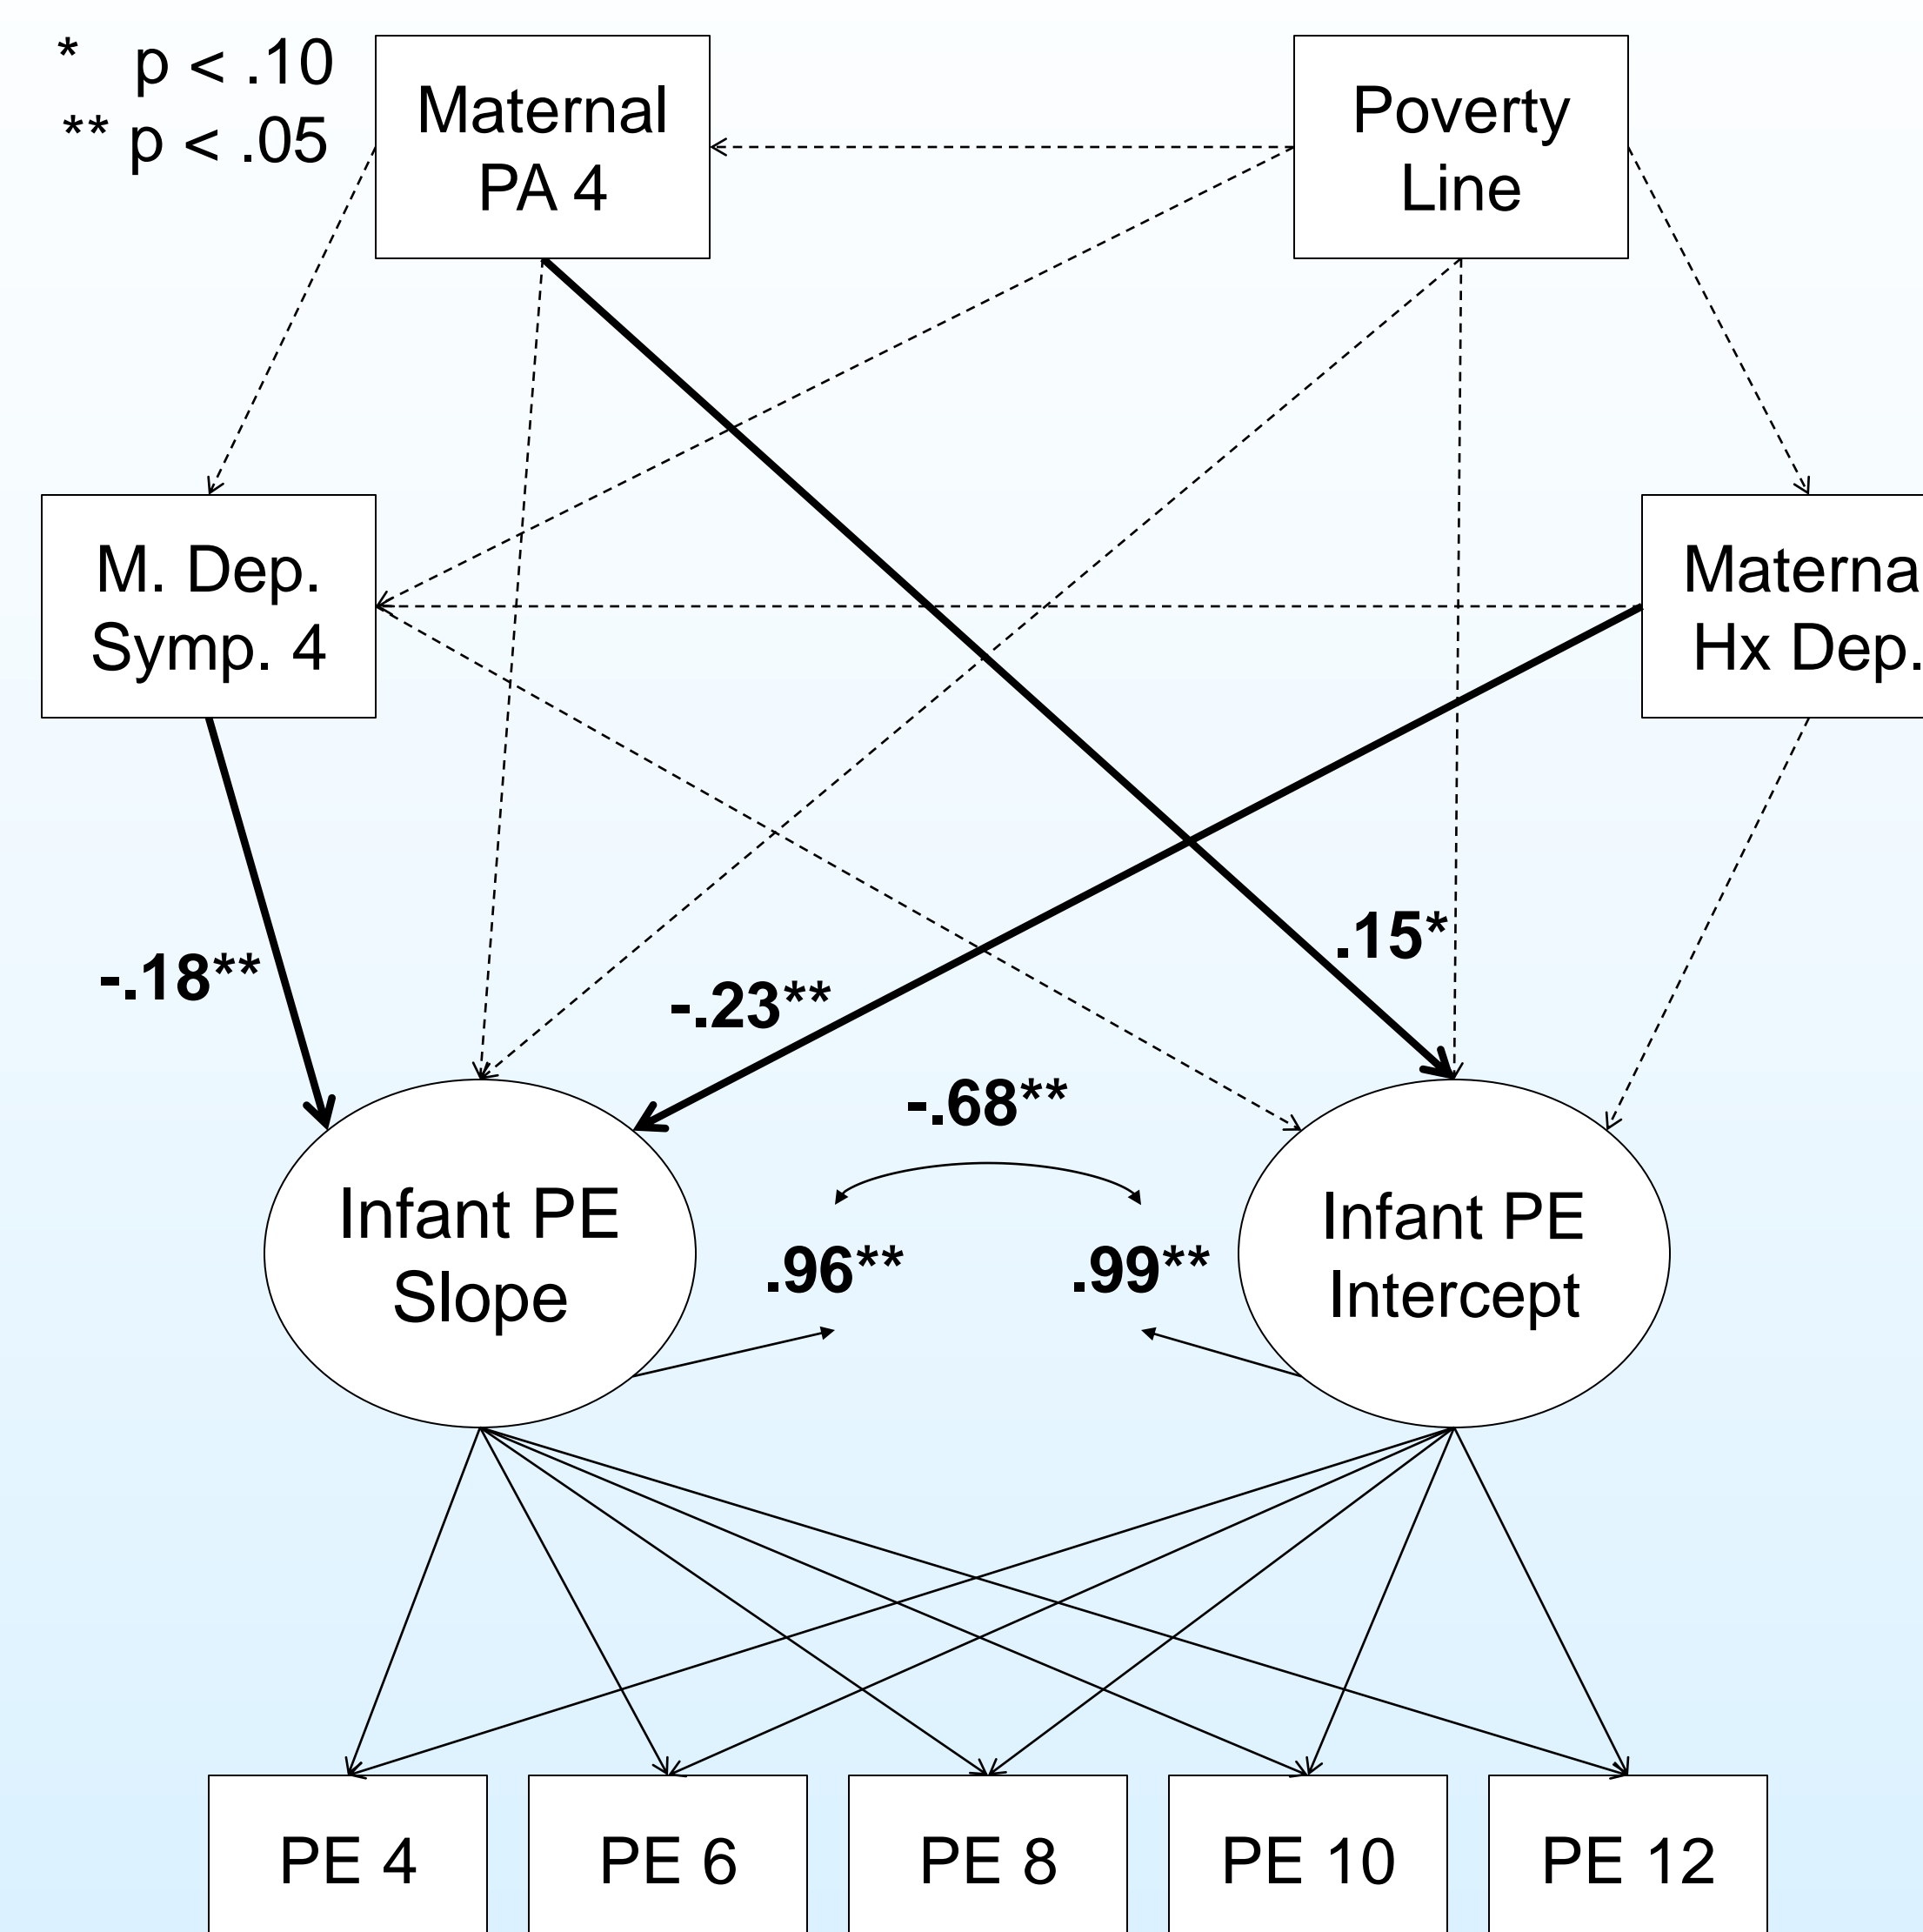 * p < .10
** p < .05
Maternal
PA 4
Poverty
Line
M. Dep.
Symp. 4
Materna
Hx Dep.
-.18**
-.23**
.15*
-.68**
.96**
.99**
Infant PE
Slope
Infant PE
Intercept
PE 4
PE 6
PE 8
PE 10
PE 12